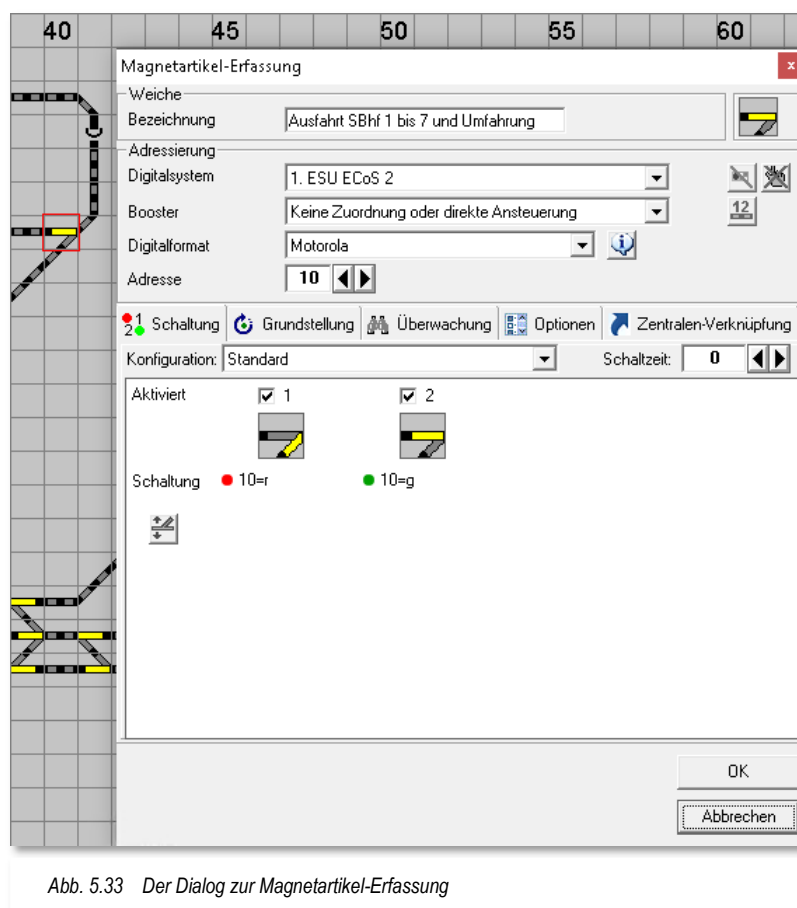 40 45 50 55 60
Magnetartikel-Erfassung x
Weiche
Bezeichnung Ausfahrt SBhf 1 bis 7 und Umfahrung
Adressierung
Digitalsystem 1. ESU ECoS 2
Booster Keine Zuordnung oder direkte Ansteuerung 12
Digitalformat Motorola i
Adresse 10
1 2 Schaltung Grundstellung Überwachung Optionen Zentralen-Verknüpfung
Konfiguration: Standard Schaltzeit: 0
Aktiviert 1 2
Schaltung 10=r 10=g
OK
Abbrechen
Abb. 5.33 Der Dialog zur Magnetartikel-Erfassung